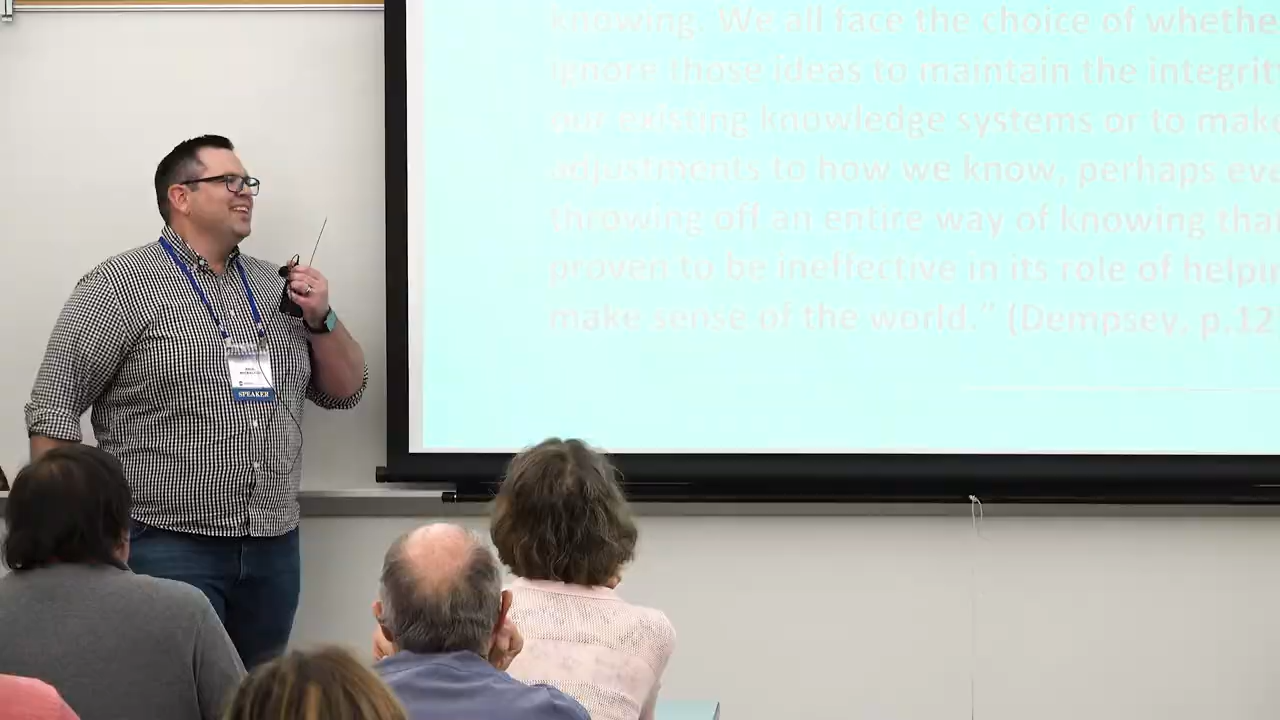 knowing. We all face the choice of whethe
ignore those ideas to maintain the integrit
our existing knowledge systems or to make
adjustments to how we know, perhaps eve
throwing off an entire way of knowing tha
proven to be ineffective in its role of helpin
make sense of the world.” (Dempsey, p.12
SPEAKER